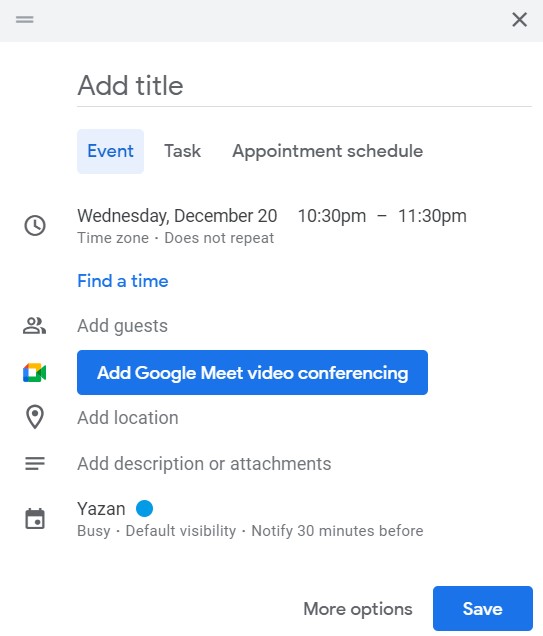 Add title
Event Task Appointment schedule
Wednesday, December 20 10:30pm – 11:30pm
Time zone · Does not repeat
Find a time
Add guests
Add Google Meet video conferencing
Add location
Add description or attachments
Yazan
Busy · Default visibility · Notify 30 minutes before
More options Save